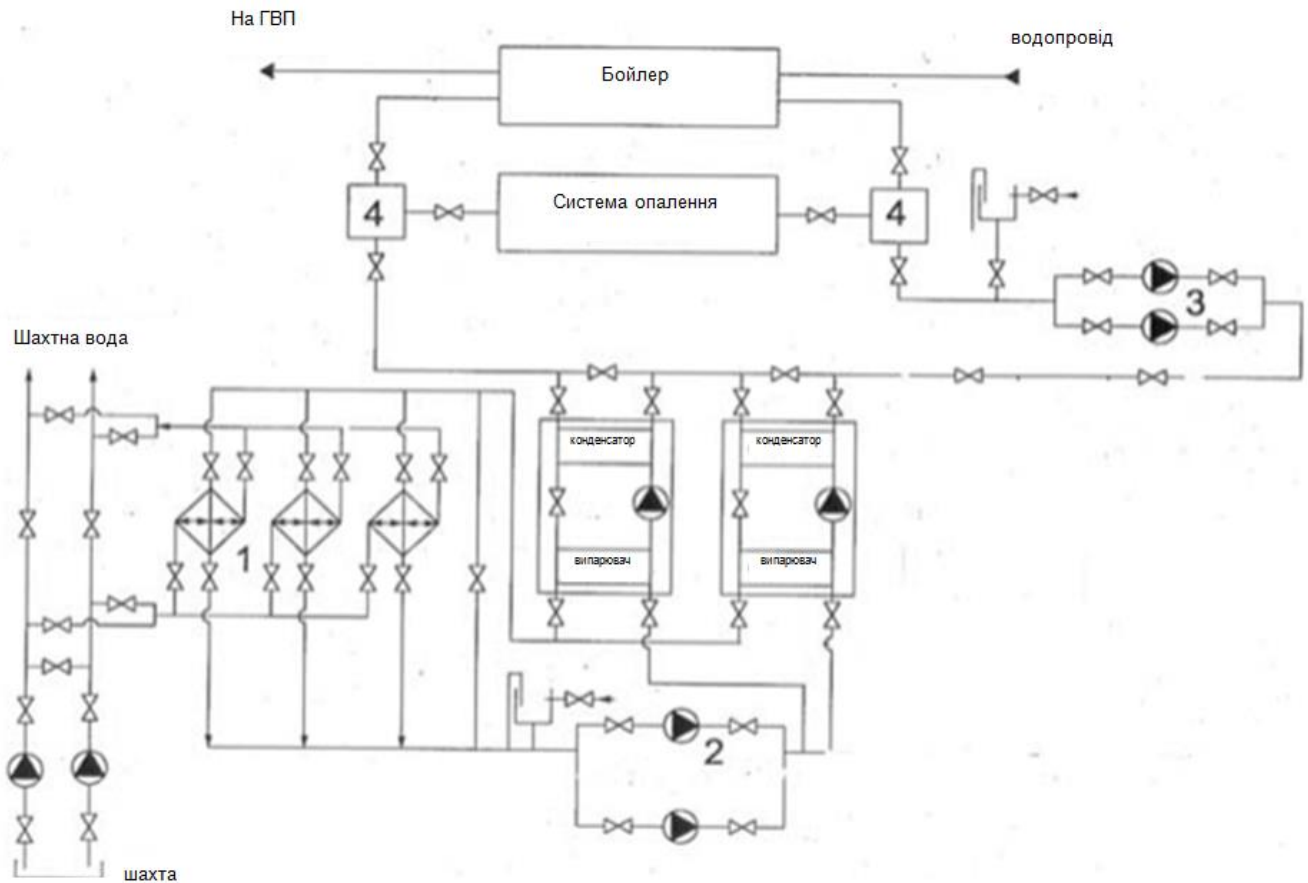 На ГВП
водопровід
Бойлер
4
Система опалення
4
3
Шахтна вода
конденсатор
конденсатор
1
випарювач
випарювач
2
шахта